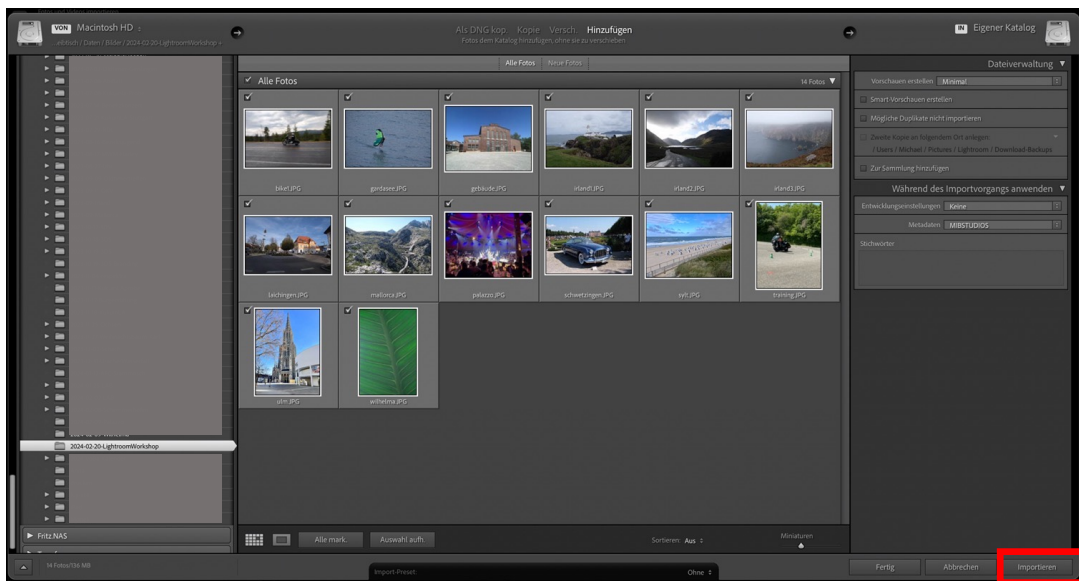 VON Macintosh HD
Als DNG kop. Kopie Versch. Hinzufügen
Fotos dem Katalog hinzufügen, ohne sie zu verschieben
IN Eigener Katalog
Alle Fotos Neue Fotos
Alle Fotos
14 Fotos
biket.JPG
gardasee.JPG
gebäude.JPG
irland1.JPG
irland2.JPG
irland3.JPG
laichingen.JPG
mallorca.JPG
palazzo.JPG
schwetzingen.JPG
sylt.JPG
training.JPG
ulm.JPG
wilhelma.JPG
2024-02-20-LightroomWorkshop
Fritz.NAS
14 Fotos/136 MB
Alle mark. Auswahl aufh.
Sortieren: Aus
Miniaturen
Import-Preset: Ohne
Dateiverwaltung
Vorschauen erstellen Minimal
Smart-Vorschauen erstellen
Mögliche Duplikate nicht importieren
Zweite Kopie an folgendem Ort anlegen:
/ Users / Michael / Pictures / Lightroom / Download-Backups
Zur Sammlung hinzufügen
Während des Importvorgangs anwenden
Entwicklungseinstellungen Keine
Metadaten MIBSTUDIOS
Stichwörter
Fertig Abbrechen Importieren